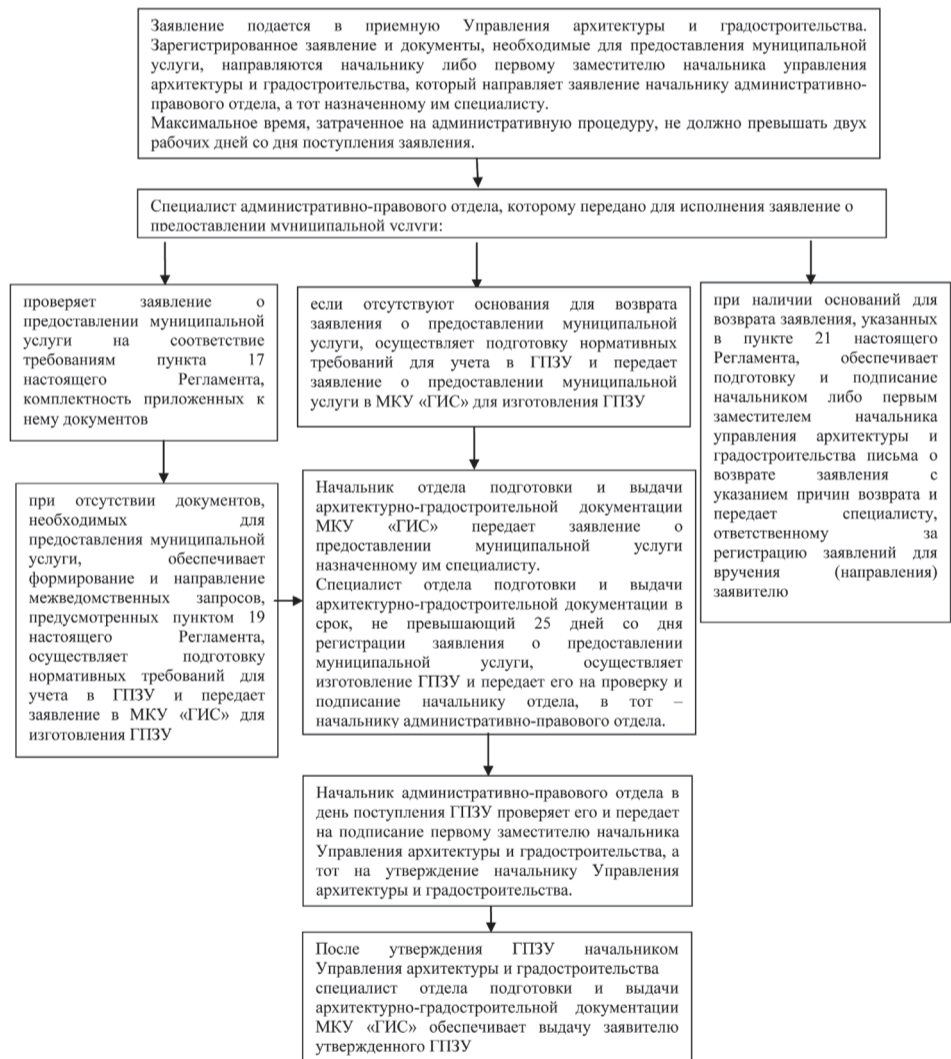 Заявление подается в приемную Управления архитектуры и градостроительства.
Зарегистрированное заявление и документы, необходимые для предоставления муниципальной
услуги, направляются начальнику либо первому заместителю начальника управления
архитектуры и градостроительства, который направляет заявление начальнику административно-
правового отдела, а тот назначенному им специалисту.
Максимальное время, затраченное на административную процедуру, не должно превышать двух
рабочих дней со дня поступления заявления.
Специалист административно-правового отдела, которому передано для исполнения заявление о
предоставлении муниципальной услуги:
проверяет заявление о
предоставлении муниципальной
услуги на соответствие
требованиям пункта 17
настоящего Регламента,
комплектность приложенных к
нему документов
если отсутствуют основания для возврата
заявления о предоставлении муниципальной
услуги, осуществляет подготовку нормативных
требований для учета в ГПЗУ и передает
заявление о предоставлении муниципальной
услуги в МКУ «ГИС» для изготовления ГПЗУ
при наличии оснований для
возврата заявления, указанных
в пункте 21 настоящего
Регламента, обеспечивает
подготовку и подписание
начальником либо первым
заместителем начальника
управления архитектуры и
градостроительства письма о
возврате заявления с
указанием причин возврата и
передает специалисту,
ответственному за
регистрацию заявлений для
вручения (направления)
заявителю
при отсутствии документов,
необходимых для
предоставления муниципальной
услуги, обеспечивает
формирование и направление
межведомственных запросов,
предусмотренных пунктом 19
настоящего Регламента,
осуществляет подготовку
нормативных требований для
учета в ГПЗУ и передает
заявление в МКУ «ГИС» для
изготовления ГПЗУ
Начальник отдела подготовки и выдачи
архитектурно-градостроительной документации
МКУ «ГИС» передает заявление о
предоставлении муниципальной услуги
назначенному им специалисту.
Специалист отдела подготовки и выдачи
архитектурно-градостроительной документации в
срок, не превышающий 25 дней со дня
регистрации заявления о предоставлении
муниципальной услуги, осуществляет
изготовление ГПЗУ и передает его на проверку и
подписание начальнику отдела, в тот –
начальнику административно-правового отдела.
Начальник административно-правового отдела в
день поступления ГПЗУ проверяет его и передает
на подписание первому заместителю начальника
Управления архитектуры и градостроительства, а
тот на утверждение начальнику Управления
архитектуры и градостроительства.
После утверждения ГПЗУ начальником
Управления архитектуры и градостроительства
специалист отдела подготовки и выдачи
архитектурно-градостроительной документации
МКУ «ГИС» обеспечивает выдачу заявителю
утвержденного ГПЗУ